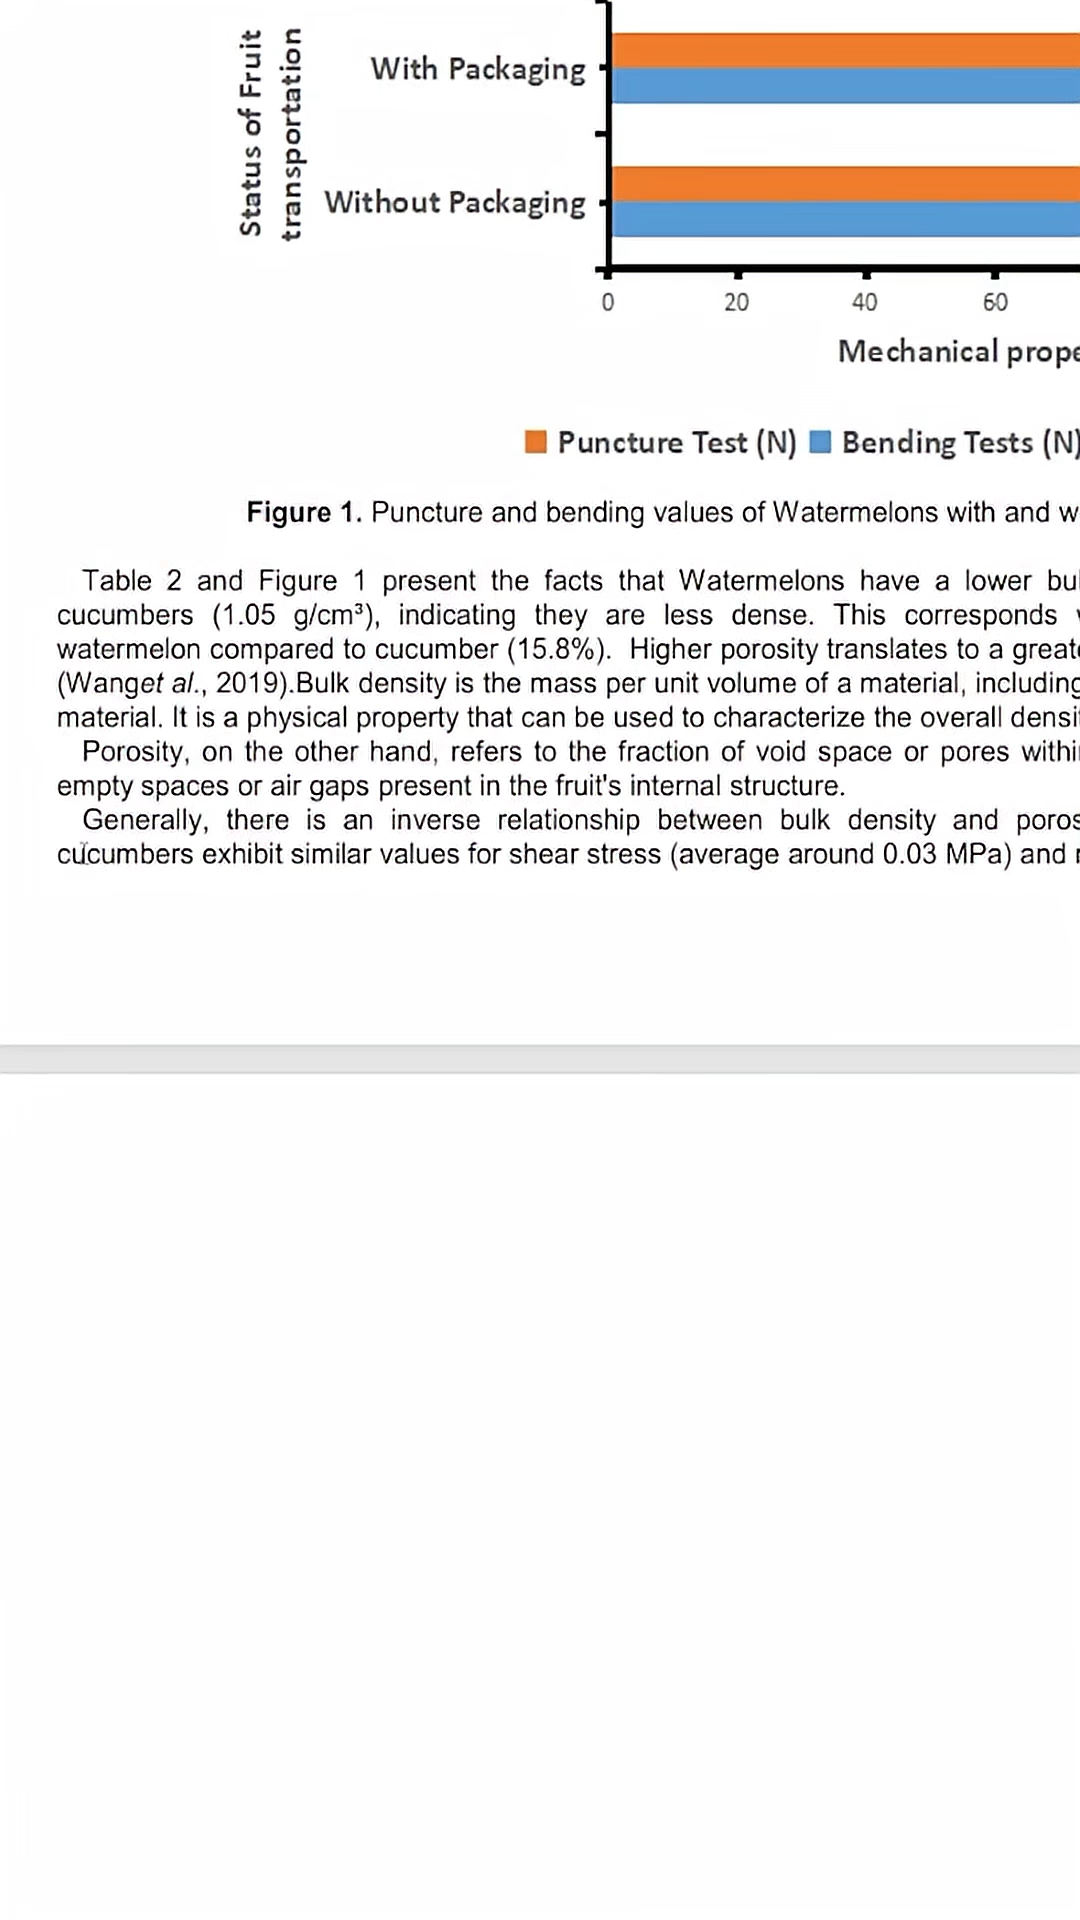 Status of Fruit
transportation
With Packaging
Without Packaging
0 20 40 60
Mechanical prope
Puncture Test (N) Bending Tests (N)
Figure 1. Puncture and bending values of Watermelons with and w
Table 2 and Figure 1 present the facts that Watermelons have a lower bul
cucumbers (1.05 g/cm³), indicating they are less dense. This corresponds
watermelon compared to cucumber (15.8%). Higher porosity translates to a greate
(Wanget al., 2019).Bulk density is the mass per unit volume of a material, including
material. It is a physical property that can be used to characterize the overall densit
Porosity, on the other hand, refers to the fraction of void space or pores withi
empty spaces or air gaps present in the fruit's internal structure.
Generally, there is an inverse relationship between bulk density and poros
cucumbers exhibit similar values for shear stress (average around 0.03 MPa) and